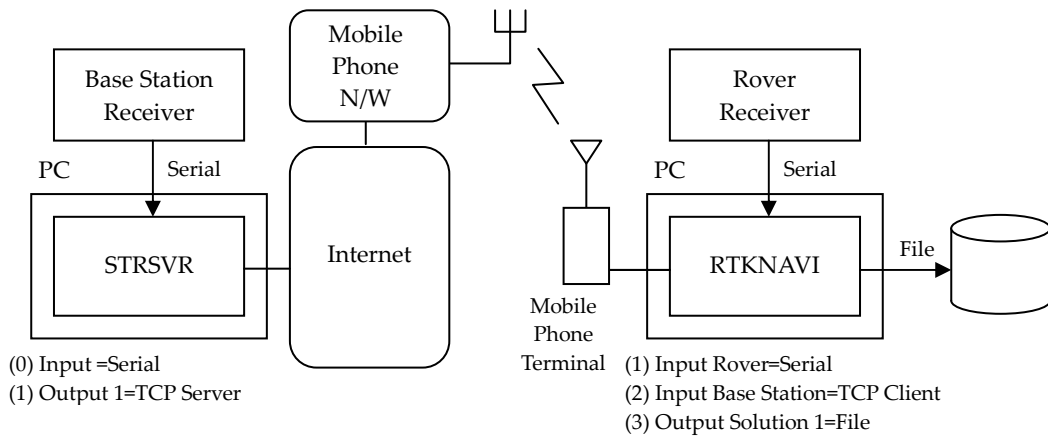 Mobile
Phone
N/W
Base Station
Receiver
Rover
Receiver
PC
Serial
PC
Serial
STRSVR
Internet
RTKNAVI
File
Mobile
Phone
Terminal
(0) Input =Serial
(1) Output 1=TCP Server
(1) Input Rover=Serial
(2) Input Base Station=TCP Client
(3) Output Solution 1=File